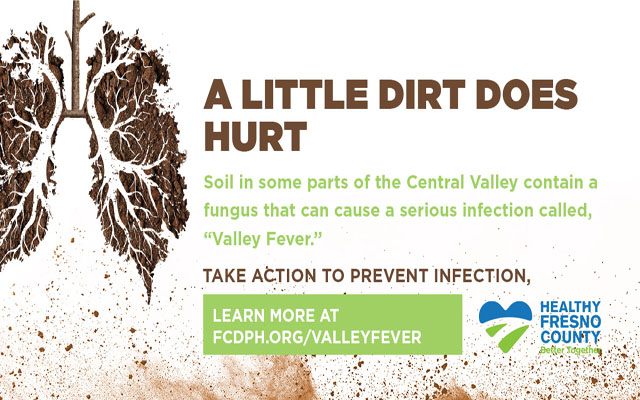 A LITTLE DIRT DOES
HURT
Soil in some parts of the Central Valley contain a
fungus that can cause a serious infection called,
“Valley Fever.”
TAKE ACTION TO PREVENT INFECTION,
LEARN MORE AT
FCDPH.ORG/VALLEYFEVER
HEALTHY
FRESNO
COUNTY
Better Together